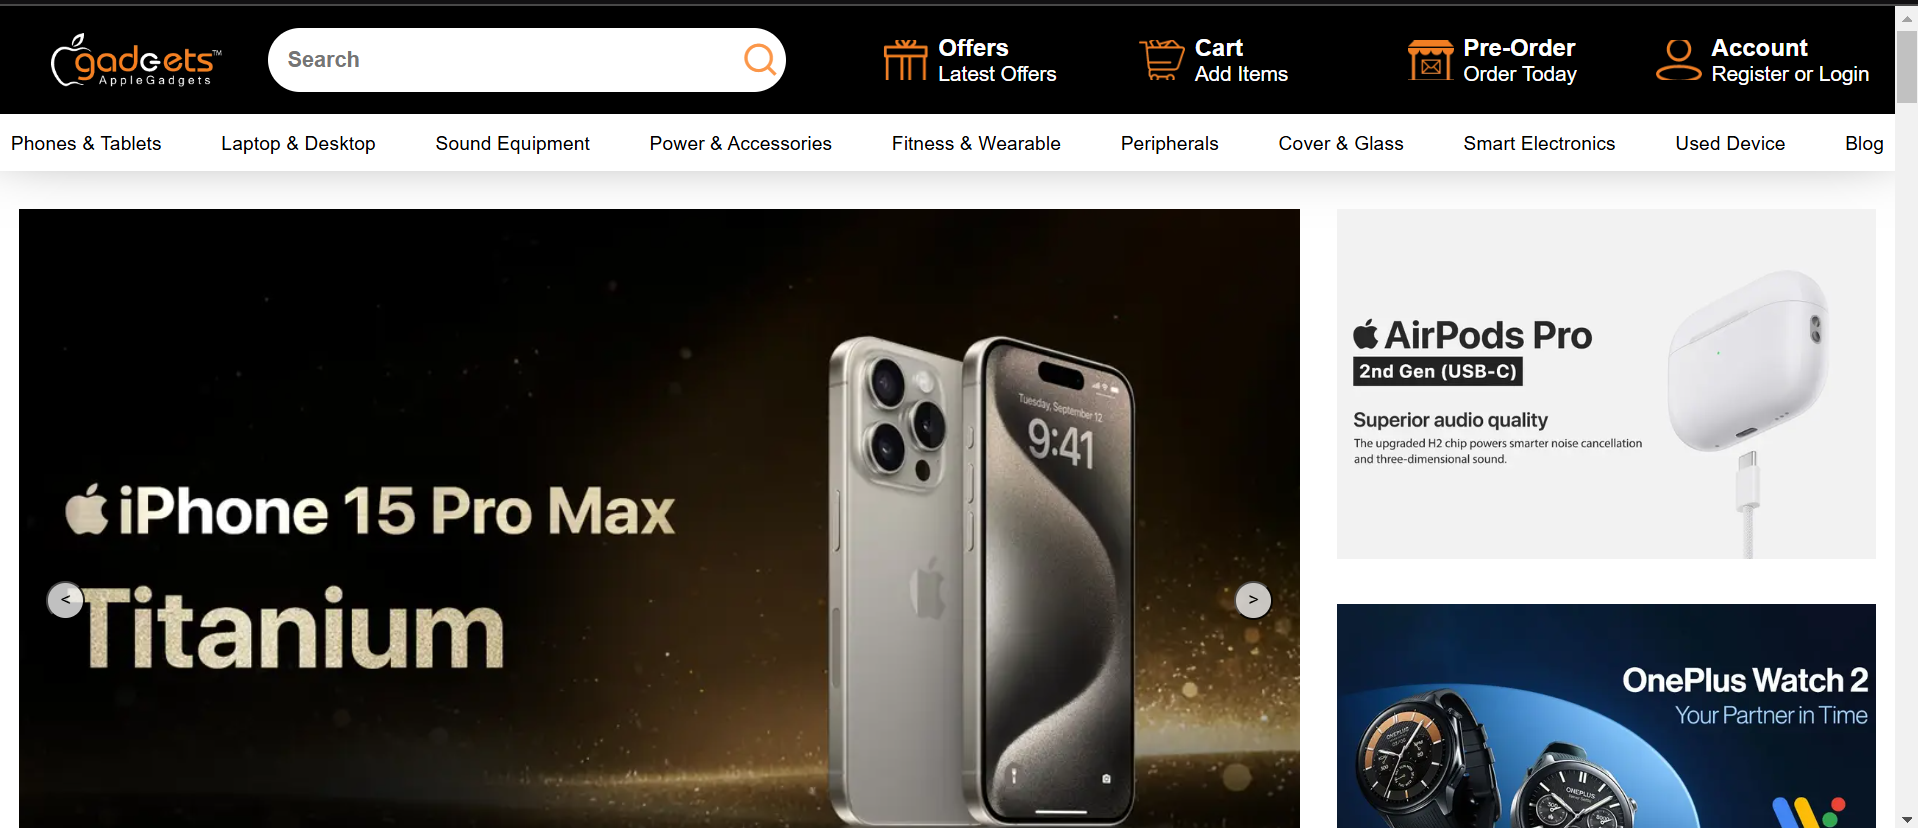 gadgets™
AppleGadgets
Search
Offers
Latest Offers
Cart
Add Items
Pre-Order
Order Today
Account
Register or Login
Phones & Tablets
Laptop & Desktop
Sound Equipment
Power & Accessories
Fitness & Wearable
Peripherals
Cover & Glass
Smart Electronics
Used Device
Blog
iPhone 15 Pro Max
Titanium
<
>
Tuesday, September 12
9:41
AirPods Pro
2nd Gen (USB-C)
Superior audio quality
The upgraded H2 chip powers smarter noise cancellation
and three-dimensional sound.
OnePlus Watch 2
Your Partner in Time
ONEPLUS
ONEPLUS